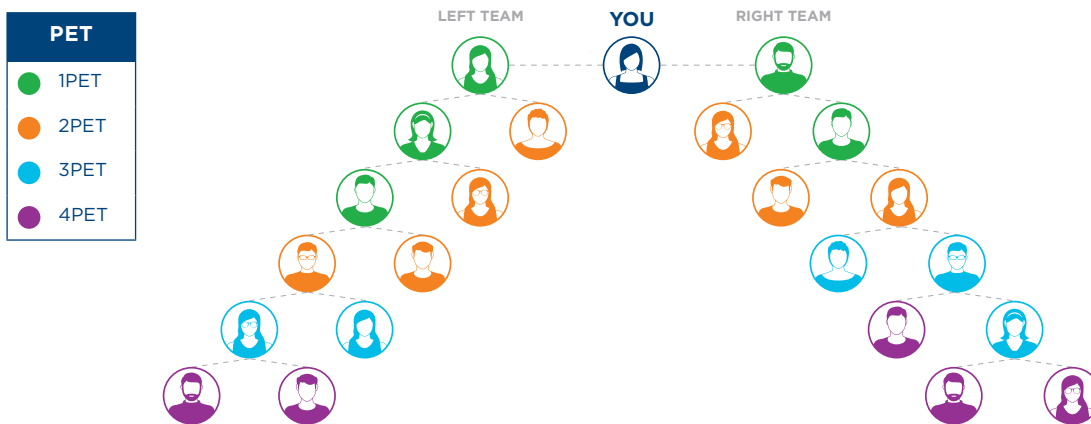 LEFT TEAM
YOU
RIGHT TEAM
PET
1PET
2PET
3PET
4PET